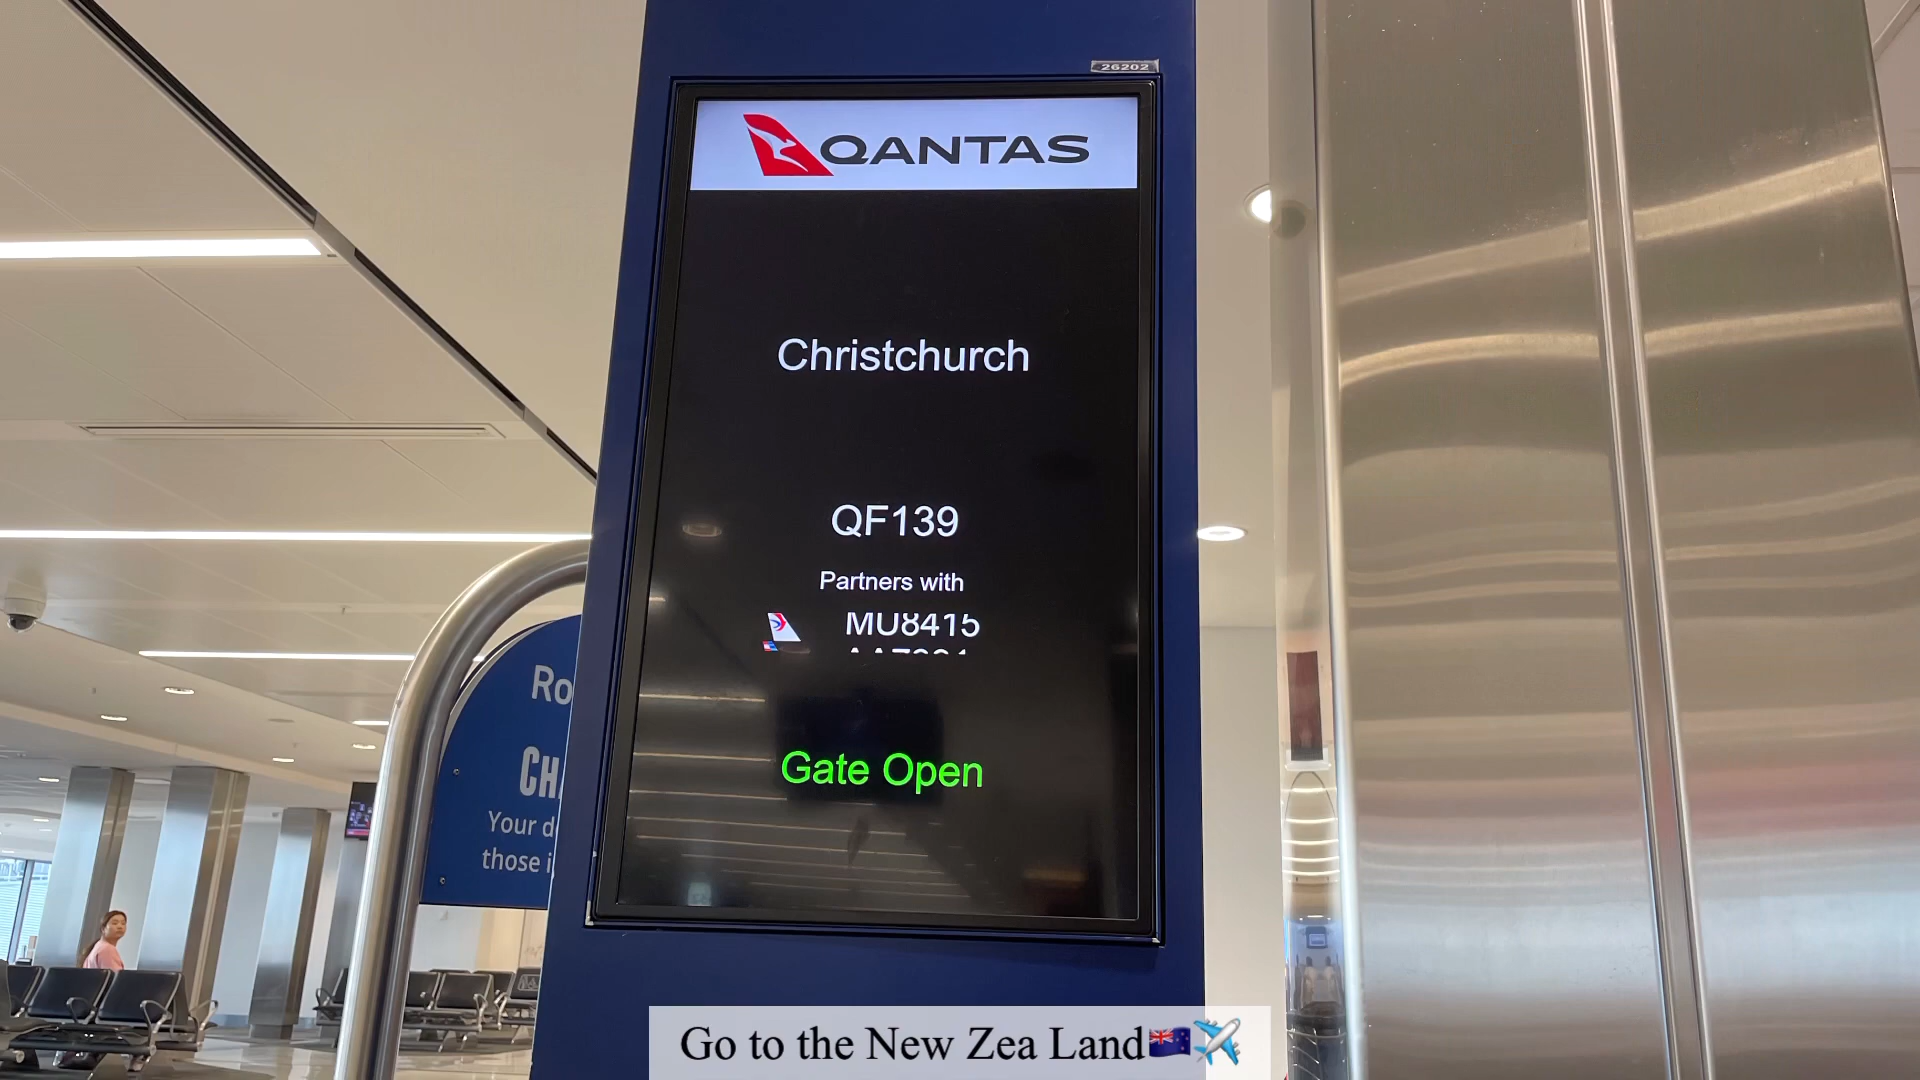 26202
QANTAS
Christchurch
QF139
Partners with
MU8415
Gate Open
Ro
CH
Your d
those i
Go to the New Zea Land🇳🇿✈️